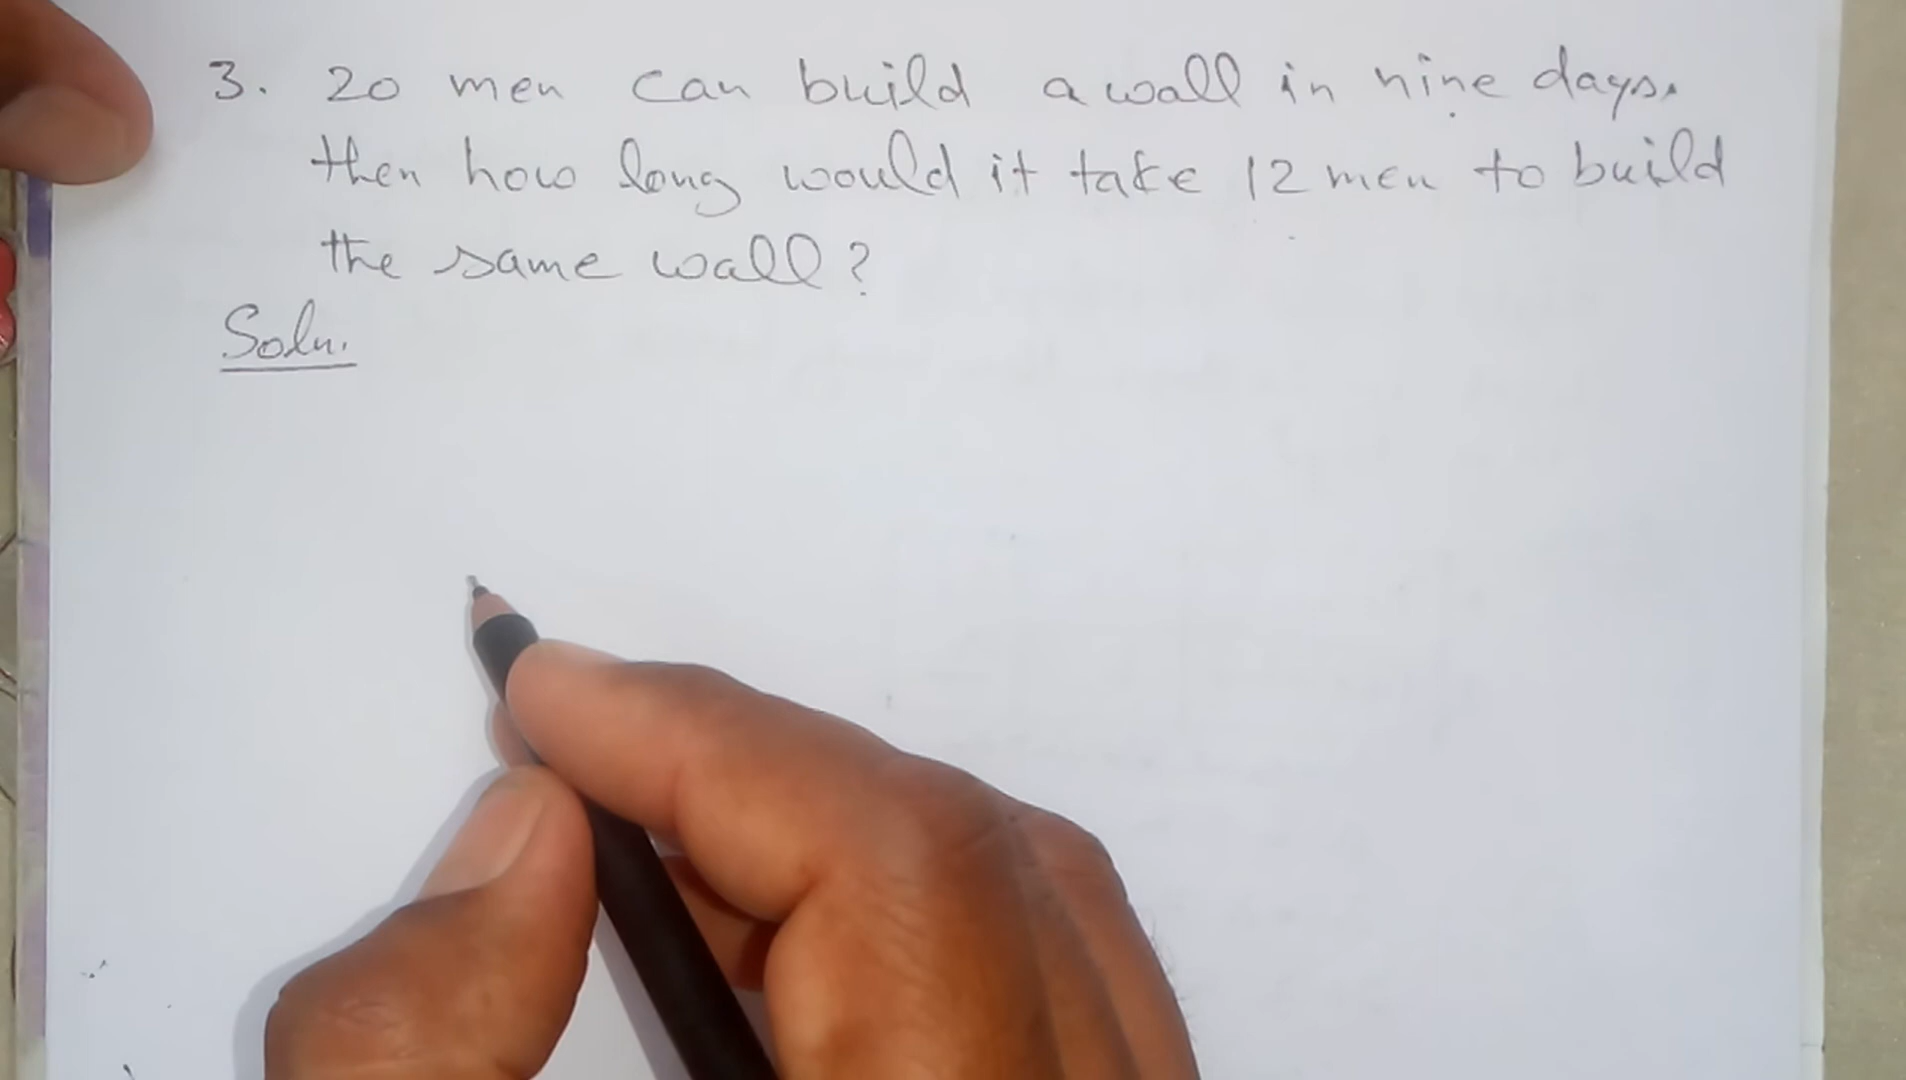 3. 20 men can build a wall in nine days.
then how long would it take 12 men to build
the same wall?
Soln.